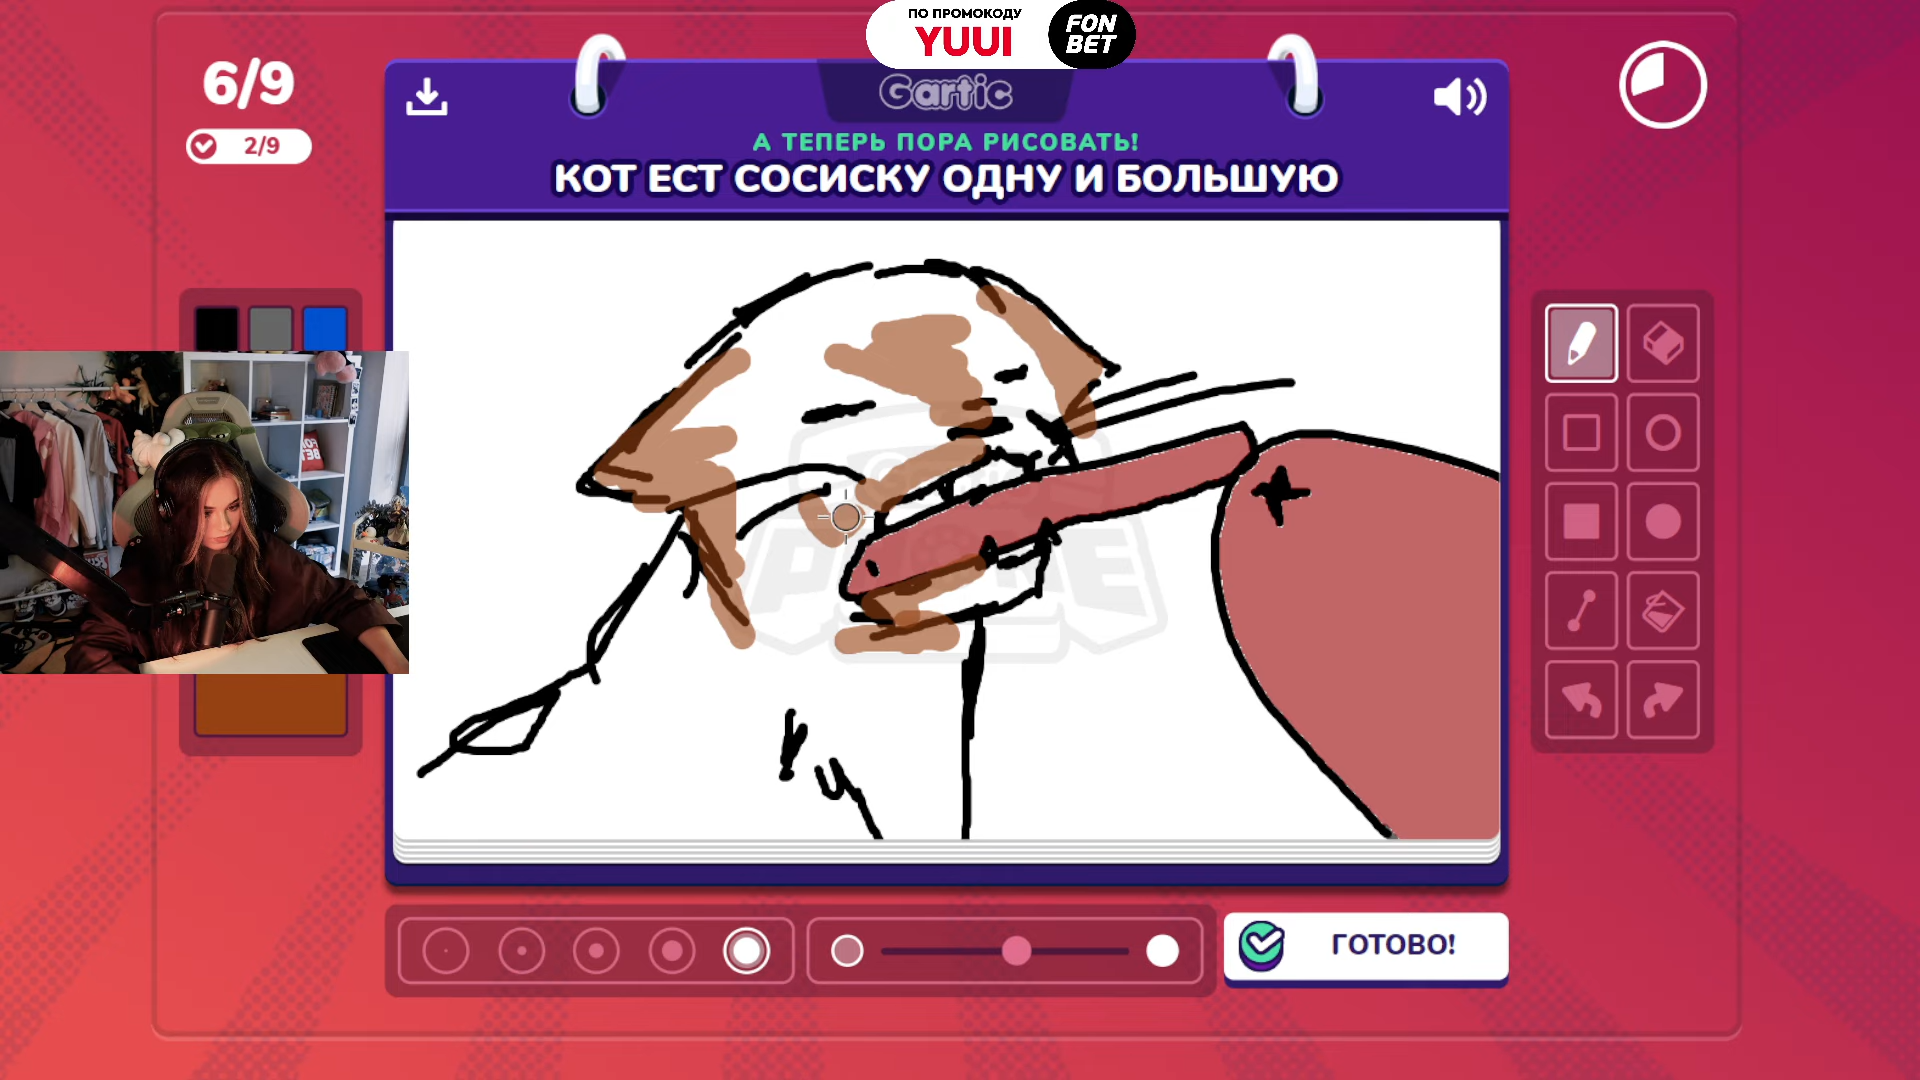 ПО ПРОМОКОДУ
YUUI
FON
BET
6/9
2/9
Gartic
А ТЕПЕРЬ ПОРА РИСОВАТЬ!
КОТ ЕСТ СОСИСКУ ОДНУ И БОЛЬШУЮ
ГОТОВО!